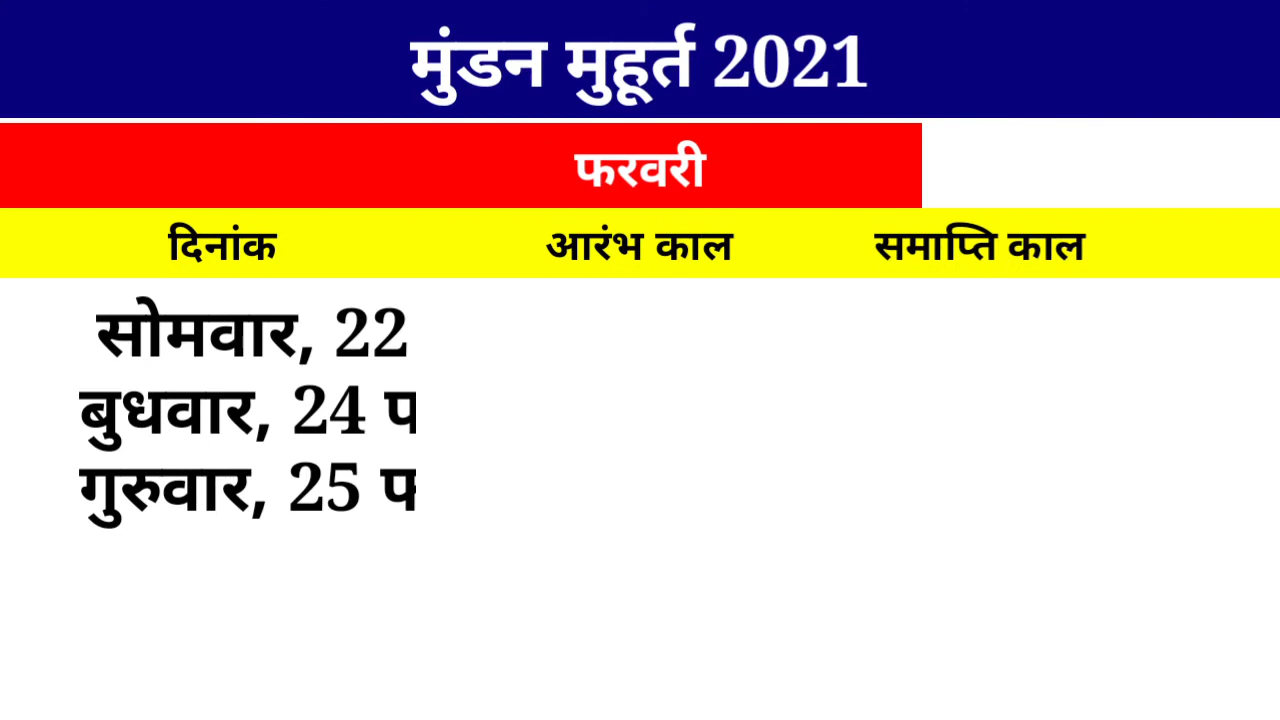 मुंडन मुहूर्त 2021
फरवरी
दिनांक आरंभ काल समाप्ति काल
सोमवार, 22
बुधवार, 24
गुरुवार, 25